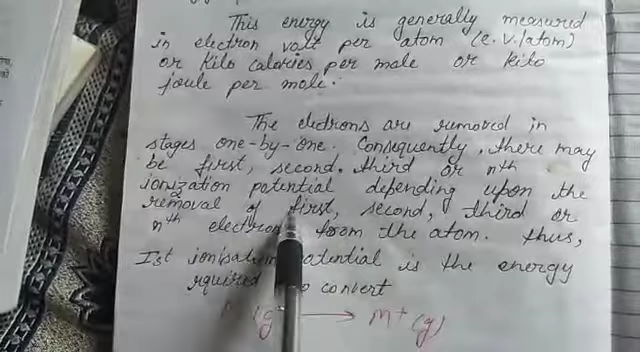 This energy is generally measured
in electron volt per atom (e.v./atom)
or kilo calories per male or kilo
joule per mole.
The electrons are removed in
stages one-by-one. Consequently, there may
be first, second, third or nth
ionization potential depending upon the
removal of first, second, third or
nth electron from the atom. Thus,
Ist ionisation potential is the energy
rquired to convert
(g) → M+ (g)